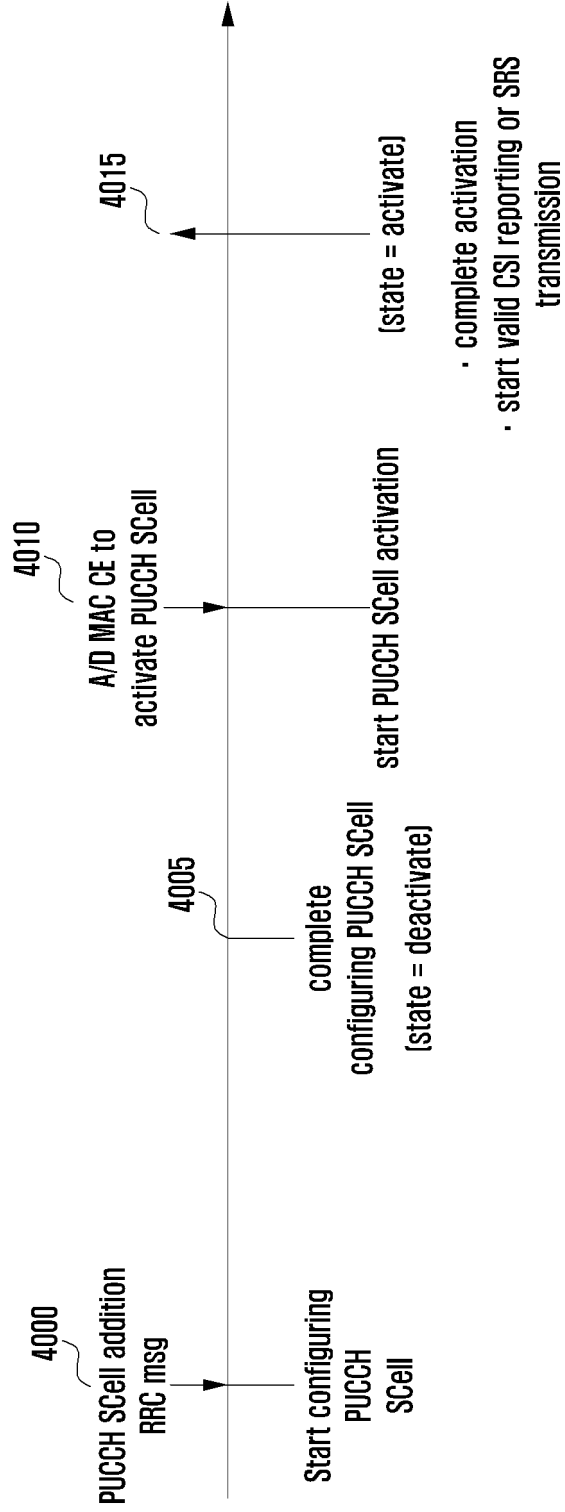 4000
PUCCH SCell addition
RRC msg
Start configuring
PUCCH
SCell
4005
complete
configuring PUCCH SCell
(state = deactivate)
4010
A/D MAC CE to
activate PUCCH SCell
start PUCCH SCell activation
4015
(state = activate)
· complete activation
· start valid CSI reporting or SRS
transmission